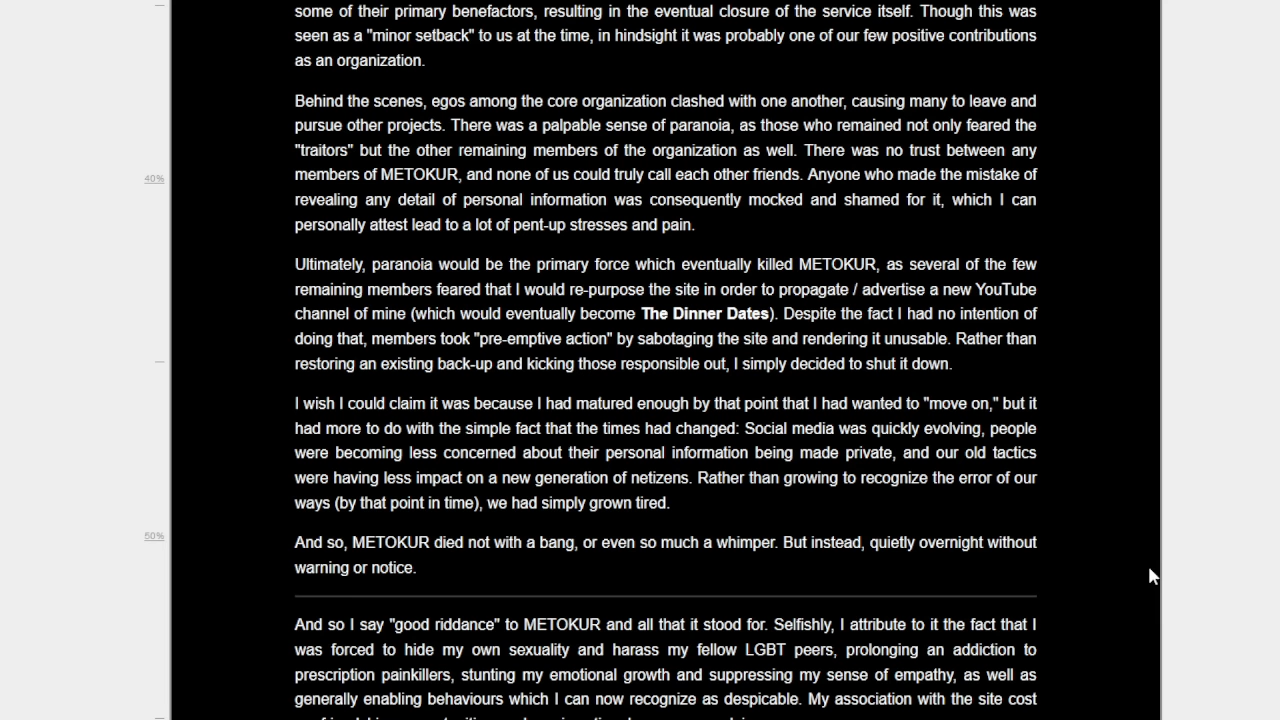 some of their primary benefactors, resulting in the eventual closure of the service itself. Though this was
seen as a "minor setback" to us at the time, in hindsight it was probably one of our few positive contributions
as an organization.
Behind the scenes, egos among the core organization clashed with one another, causing many to leave and
pursue other projects. There was a palpable sense of paranoia, as those who remained not only feared the
"traitors" but the other remaining members of the organization as well. There was no trust between any
40%
members of METOKUR, and none of us could truly call each other friends. Anyone who made the mistake of
revealing any detail of personal information was consequently mocked and shamed for it, which I can
personally attest lead to a lot of pent-up stresses and pain.
Ultimately, paranoia would be the primary force which eventually killed METOKUR, as several of the few
remaining members feared that I would re-purpose the site in order to propagate / advertise a new YouTube
channel of mine (which would eventually become The Dinner Dates). Despite the fact I had no intention of
doing that, members took "pre-emptive action" by sabotaging the site and rendering it unusable. Rather than
restoring an existing back-up and kicking those responsible out, I simply decided to shut it down.
I wish I could claim it was because I had matured enough by that point that I had wanted to "move on," but it
had more to do with the simple fact that the times had changed: Social media was quickly evolving, people
were becoming less concerned about their personal information being made private, and our old tactics
were having less impact on a new generation of netizens. Rather than growing to recognize the error of our
ways (by that point in time), we had simply grown tired.
50%
And so, METOKUR died not with a bang, or even so much a whimper. But instead, quietly overnight without
warning or notice.
And so I say "good riddance" to METOKUR and all that it stood for. Selfishly, I attribute to it the fact that I
was forced to hide my own sexuality and harass my fellow LGBT peers, prolonging an addiction to
prescription painkillers, stunting my emotional growth and suppressing my sense of empathy, as well as
generally enabling behaviours which I can now recognize as despicable. My association with the site cost